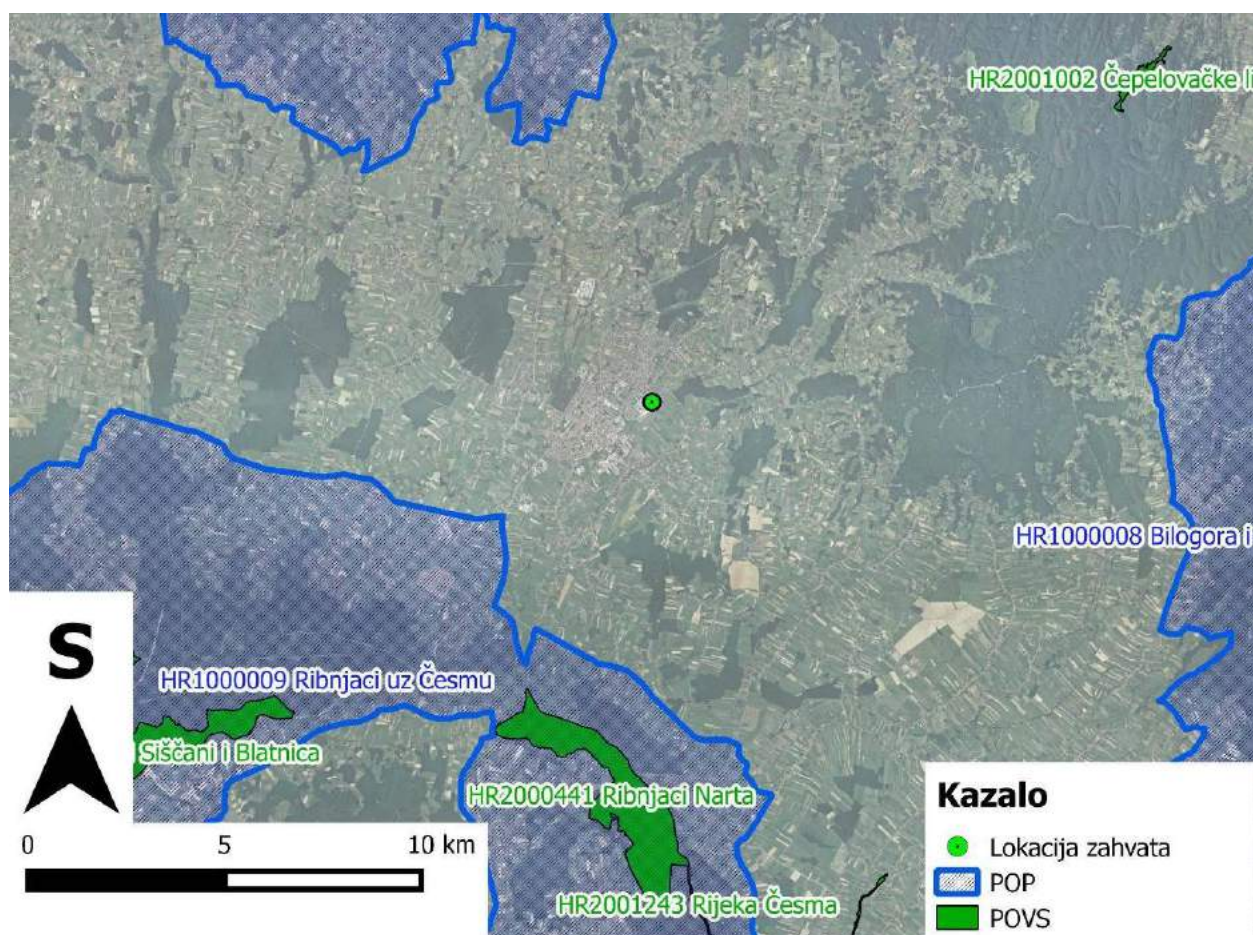 HR2001002 Čepelovačke li
HR1000008 Bilogora i
S
HR1000009 Ribnjaci uz Česmu
Siščani i Blatnica
HR2000441 Ribnjaci Narta
HR2001243 Rijeka Česma
0 5 10 km
Kazalo
Lokacija zahvata
POP
POVS